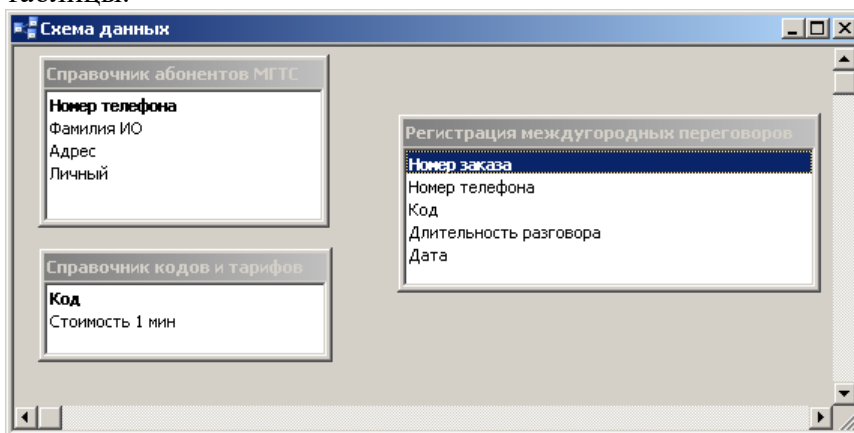 таблицы.
Схема данных
Справочник абонентов МГТС
Номер телефона
Фамилия ИО
Адрес
Личный
Регистрация междугородных переговоров
Номер заказа
Номер телефона
Код
Длительность разговора
Дата
Справочник кодов и тарифов
Код
Стоимость 1 мин